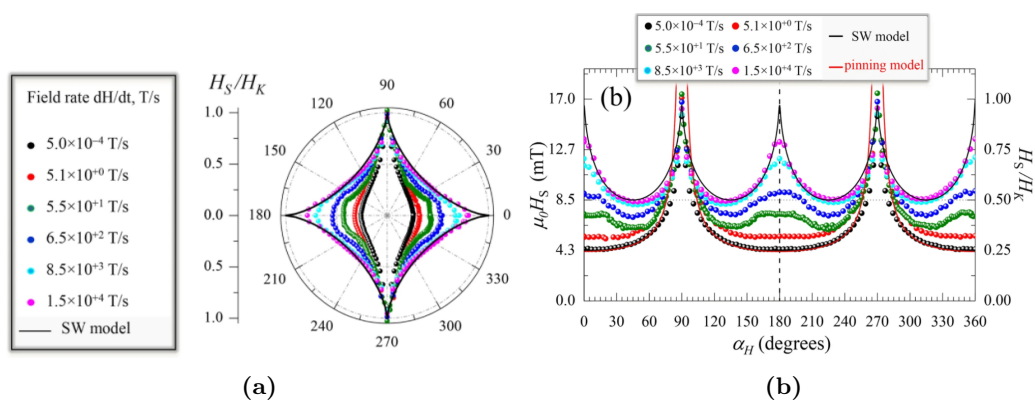 Field rate dH/dt, T/s
5.0×10⁻⁴ T/s
5.1×10⁺⁰ T/s
5.5×10⁺¹ T/s
6.5×10⁺² T/s
8.5×10⁺³ T/s
1.5×10⁺⁴ T/s
SW model
H_S/H_K
1.0
0.5
0.0
0.5
1.0
90
120 60
150 30
180 0
210 330
240 300
270
(a)
5.0×10⁻⁴ T/s 5.1×10⁺⁰ T/s SW model
5.5×10⁺¹ T/s 6.5×10⁺² T/s pinning model
8.5×10⁺³ T/s 1.5×10⁺⁴ T/s
(b)
μ₀H_S (mT)
17.0
12.7
8.5
4.3
0.0
1.00
0.75
0.50
0.25
0.00
H_S/H_K
0 30 60 90 120 150 180 210 240 270 300 330 360
α_H (degrees)
(b)